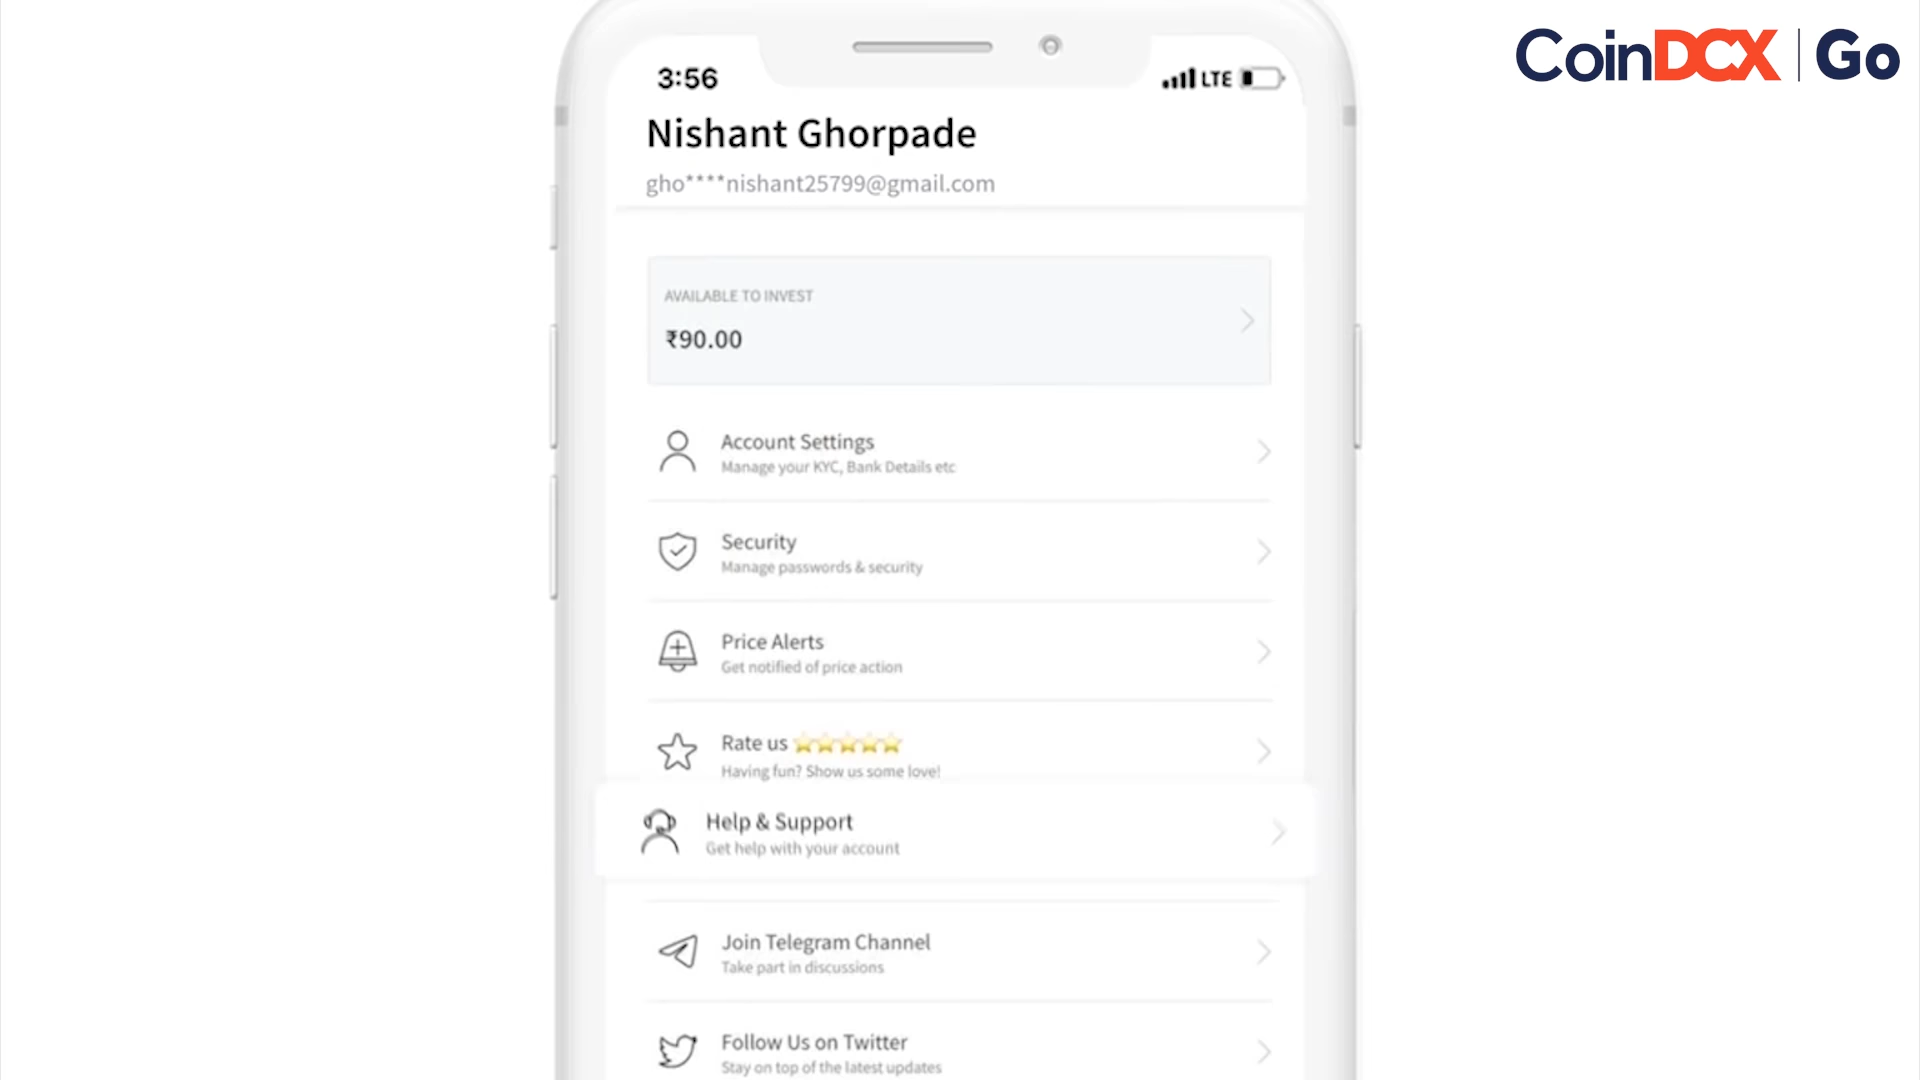 CoinDCX | Go
3:56
LTE
Nishant Ghorpade
gho****nishant25799@gmail.com
AVAILABLE TO INVEST
₹90.00
Account Settings
Manage your KYC, Bank Details etc
Security
Manage passwords & security
Price Alerts
Get notified of price action
Rate us ⭐⭐⭐⭐⭐
Having fun? Show us some love!
Help & Support
Get help with your account
Join Telegram Channel
Take part in discussions
Follow Us on Twitter
Stay on top of the latest updates